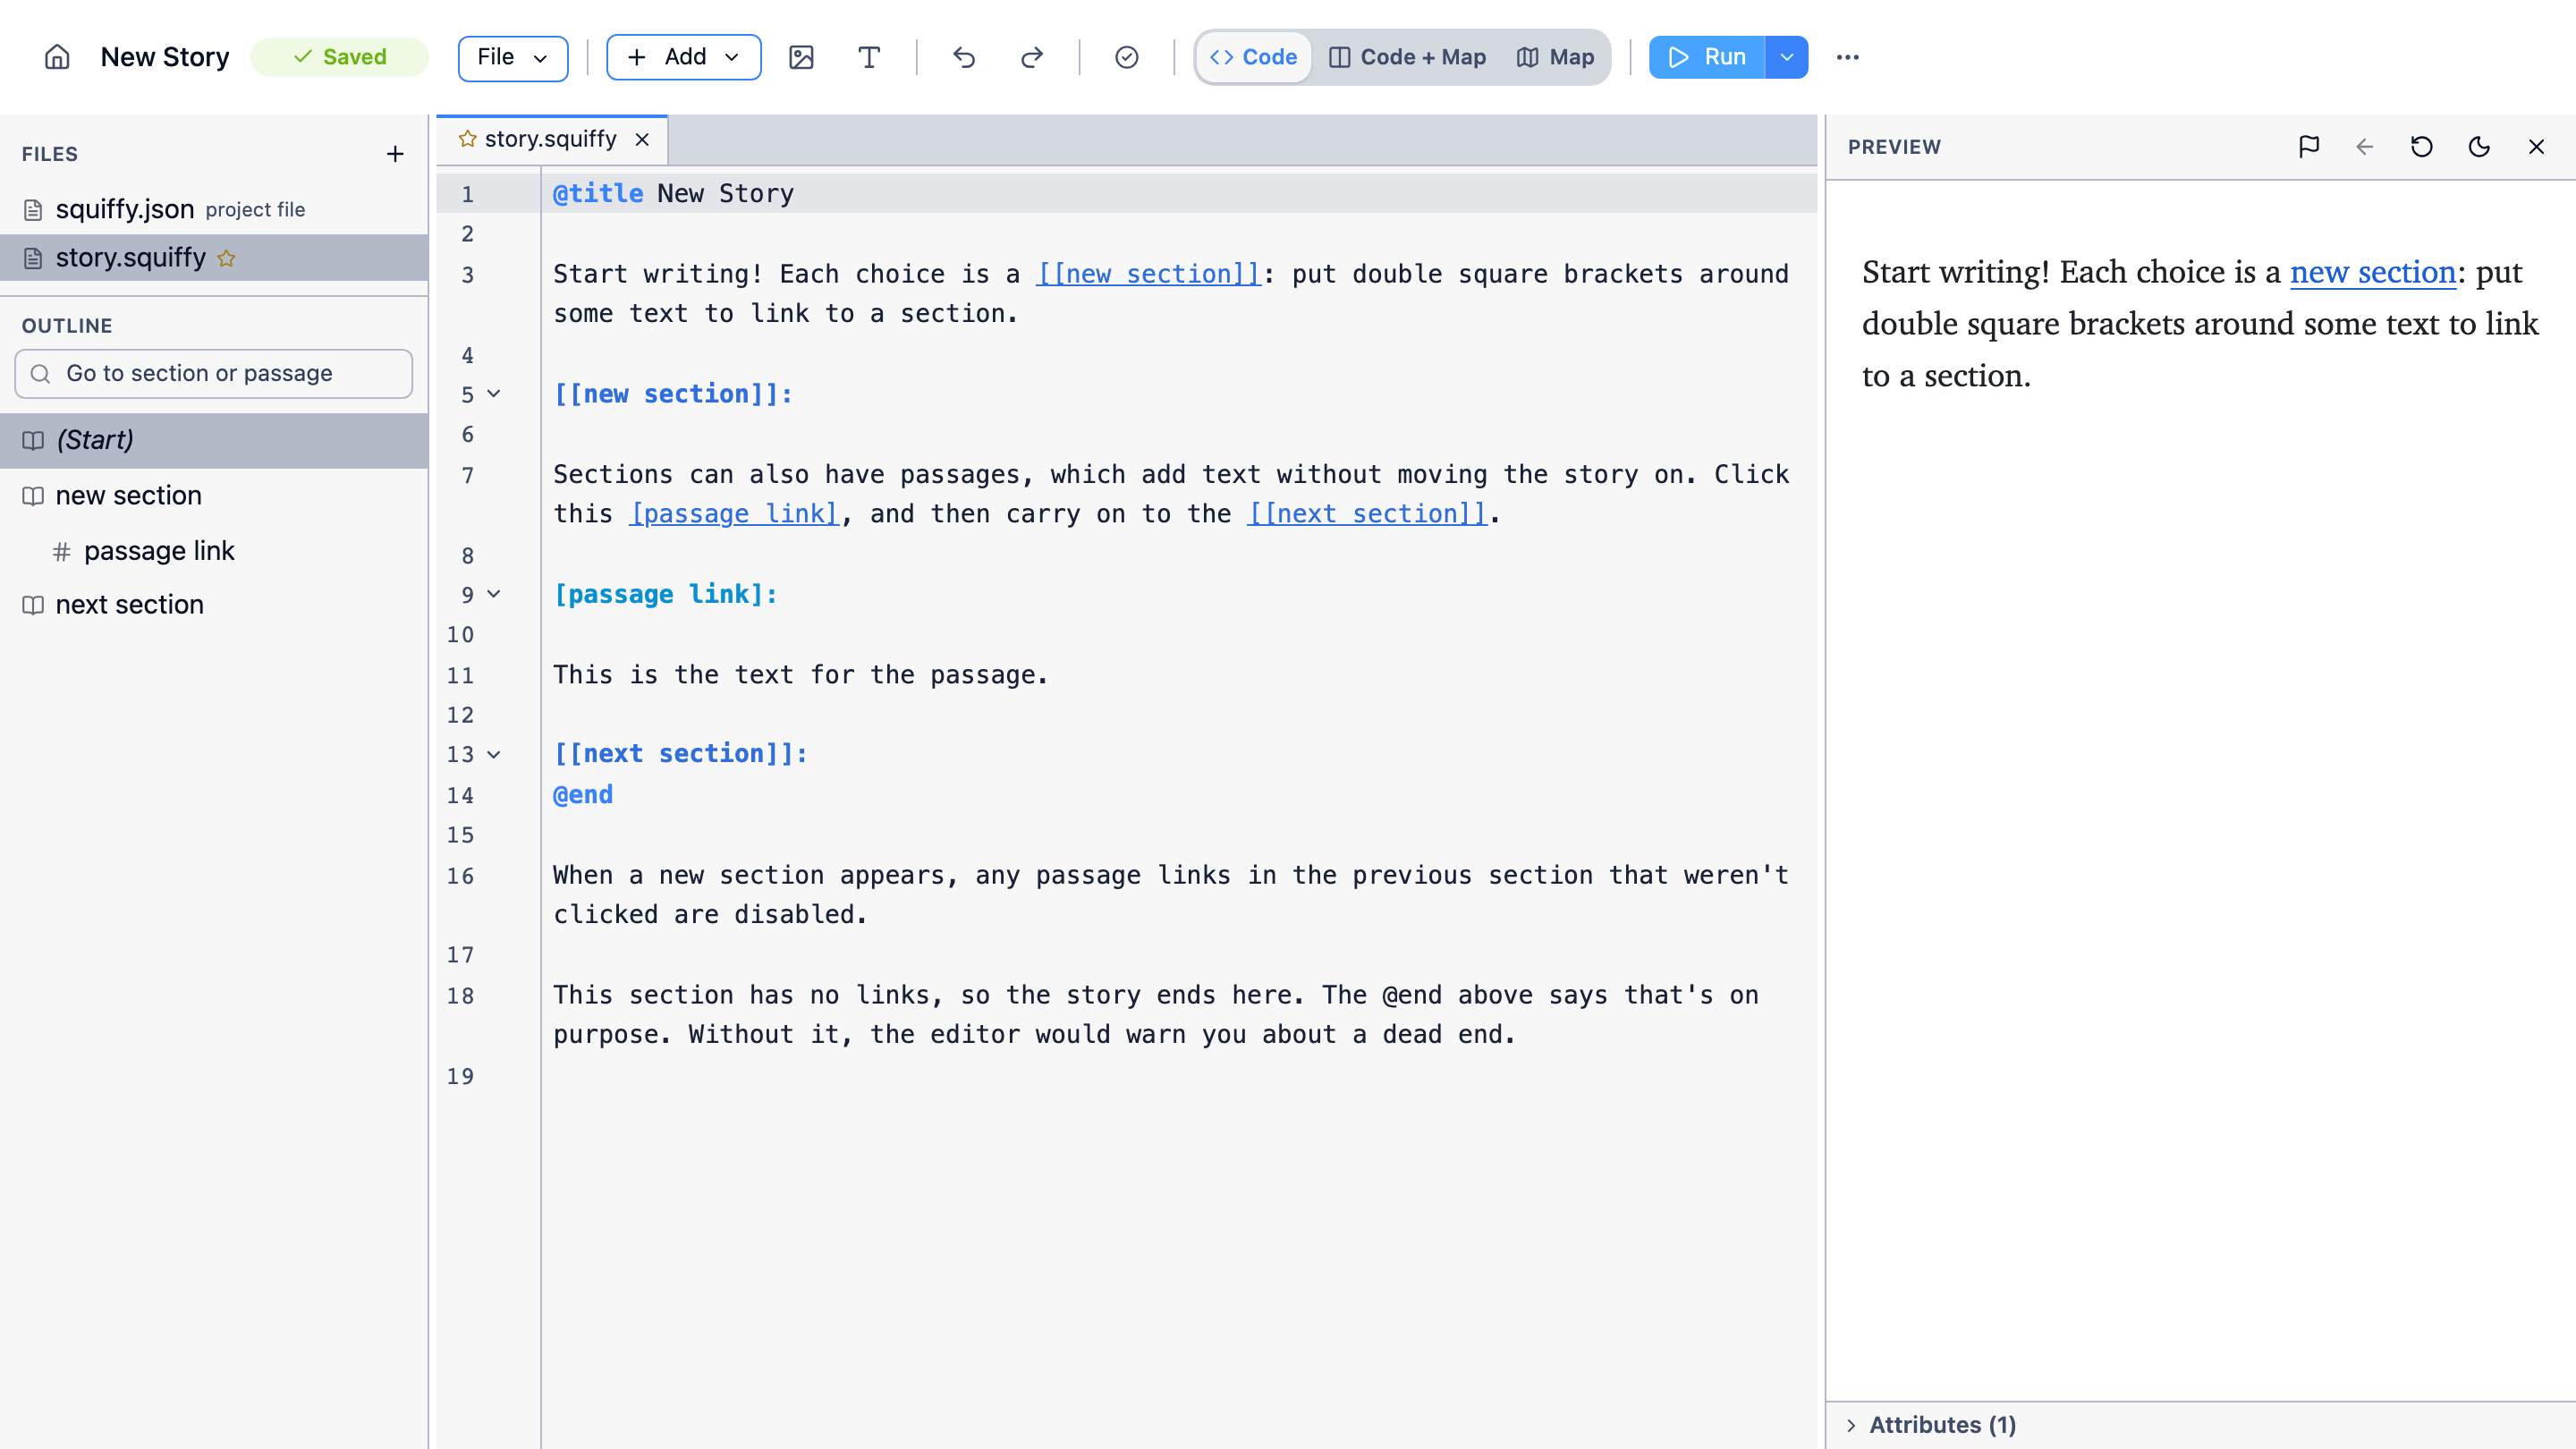 New Story
Saved
File
Add
Code
Code + Map
Map
Run
FILES
squiffy.json project file
story.squiffy
OUTLINE
Go to section or passage
(Start)
new section
# passage link
next section
story.squiffy
1 @title New Story
2
3 Start writing! Each choice is a [[new section]]: put double square brackets around
some text to link to a section.
4
5 [[new section]]:
6
7 Sections can also have passages, which add text without moving the story on. Click
this [passage link], and then carry on to the [[next section]].
8
9 [passage link]:
10
11 This is the text for the passage.
12
13 [[next section]]:
14 @end
15
16 When a new section appears, any passage links in the previous section that weren't
clicked are disabled.
17
18 This section has no links, so the story ends here. The @end above says that's on
purpose. Without it, the editor would warn you about a dead end.
19
PREVIEW
Start writing! Each choice is a new section: put
double square brackets around some text to link
to a section.
Attributes (1)